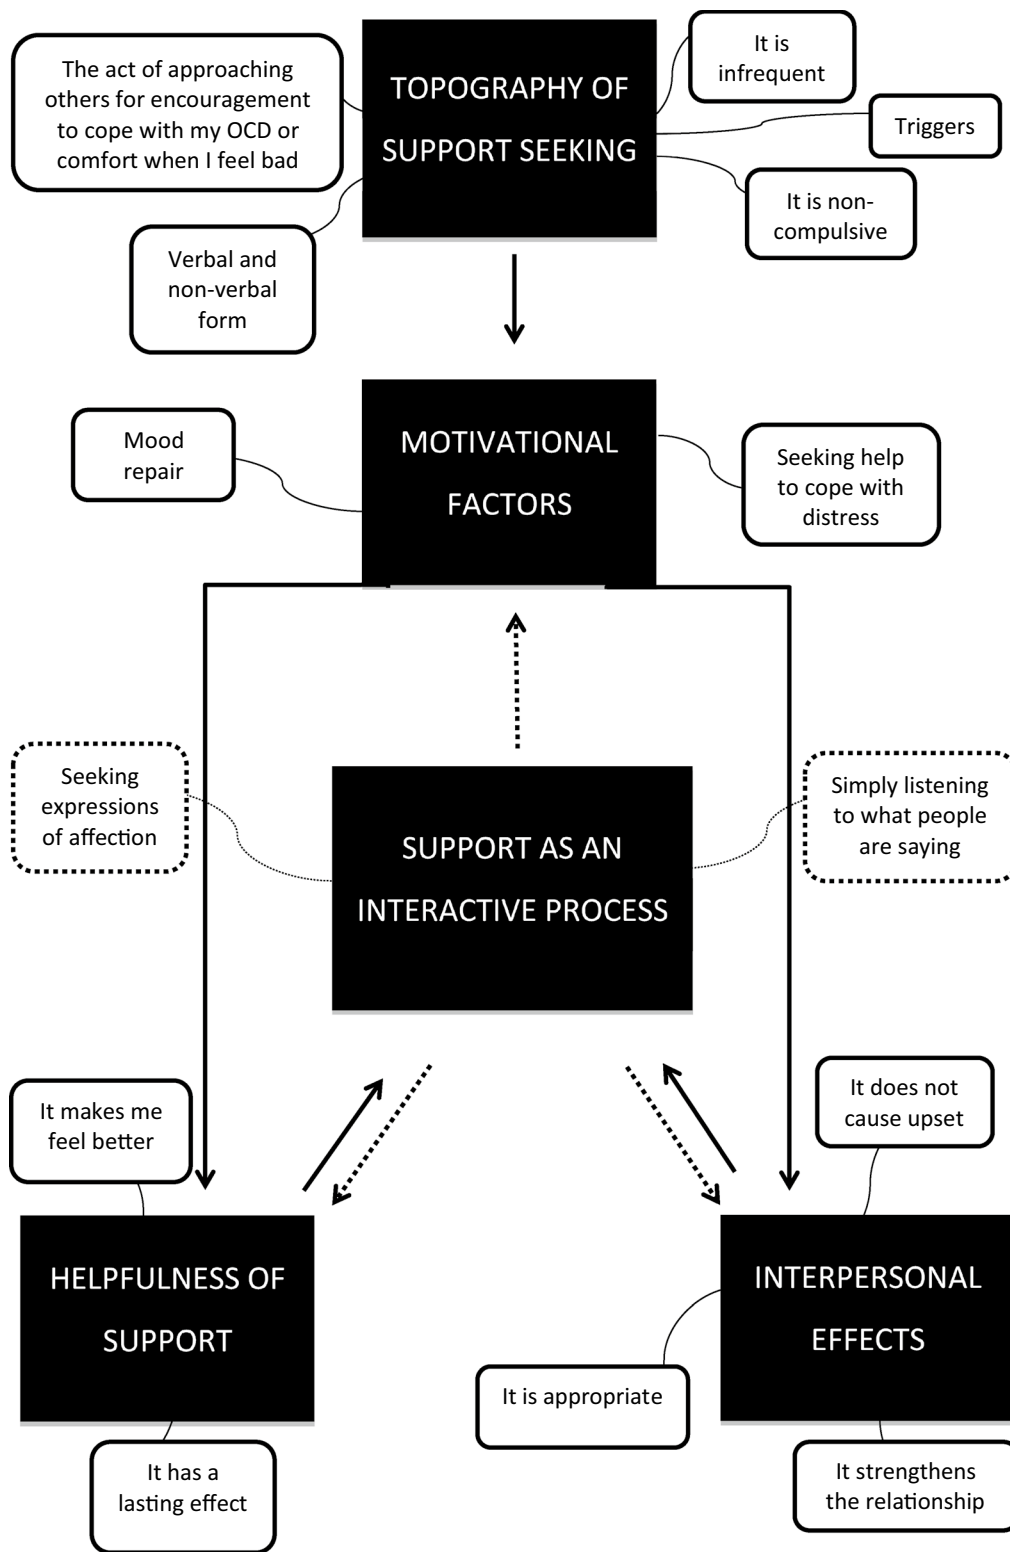 The act of approaching
others for encouragement
to cope with my OCD or
comfort when I feel bad
TOPOGRAPHY OF
SUPPORT SEEKING
It is
infrequent
Triggers
It is non-
compulsive
Verbal and
non-verbal
form
Mood
repair
MOTIVATIONAL
FACTORS
Seeking help
to cope with
distress
Seeking
expressions
of affection
SUPPORT AS AN
INTERACTIVE PROCESS
Simply listening
to what people
are saying
It makes me
feel better
It does not
cause upset
HELPFULNESS OF
SUPPORT
INTERPERSONAL
EFFECTS
It is appropriate
It has a
lasting effect
It strengthens
the relationship